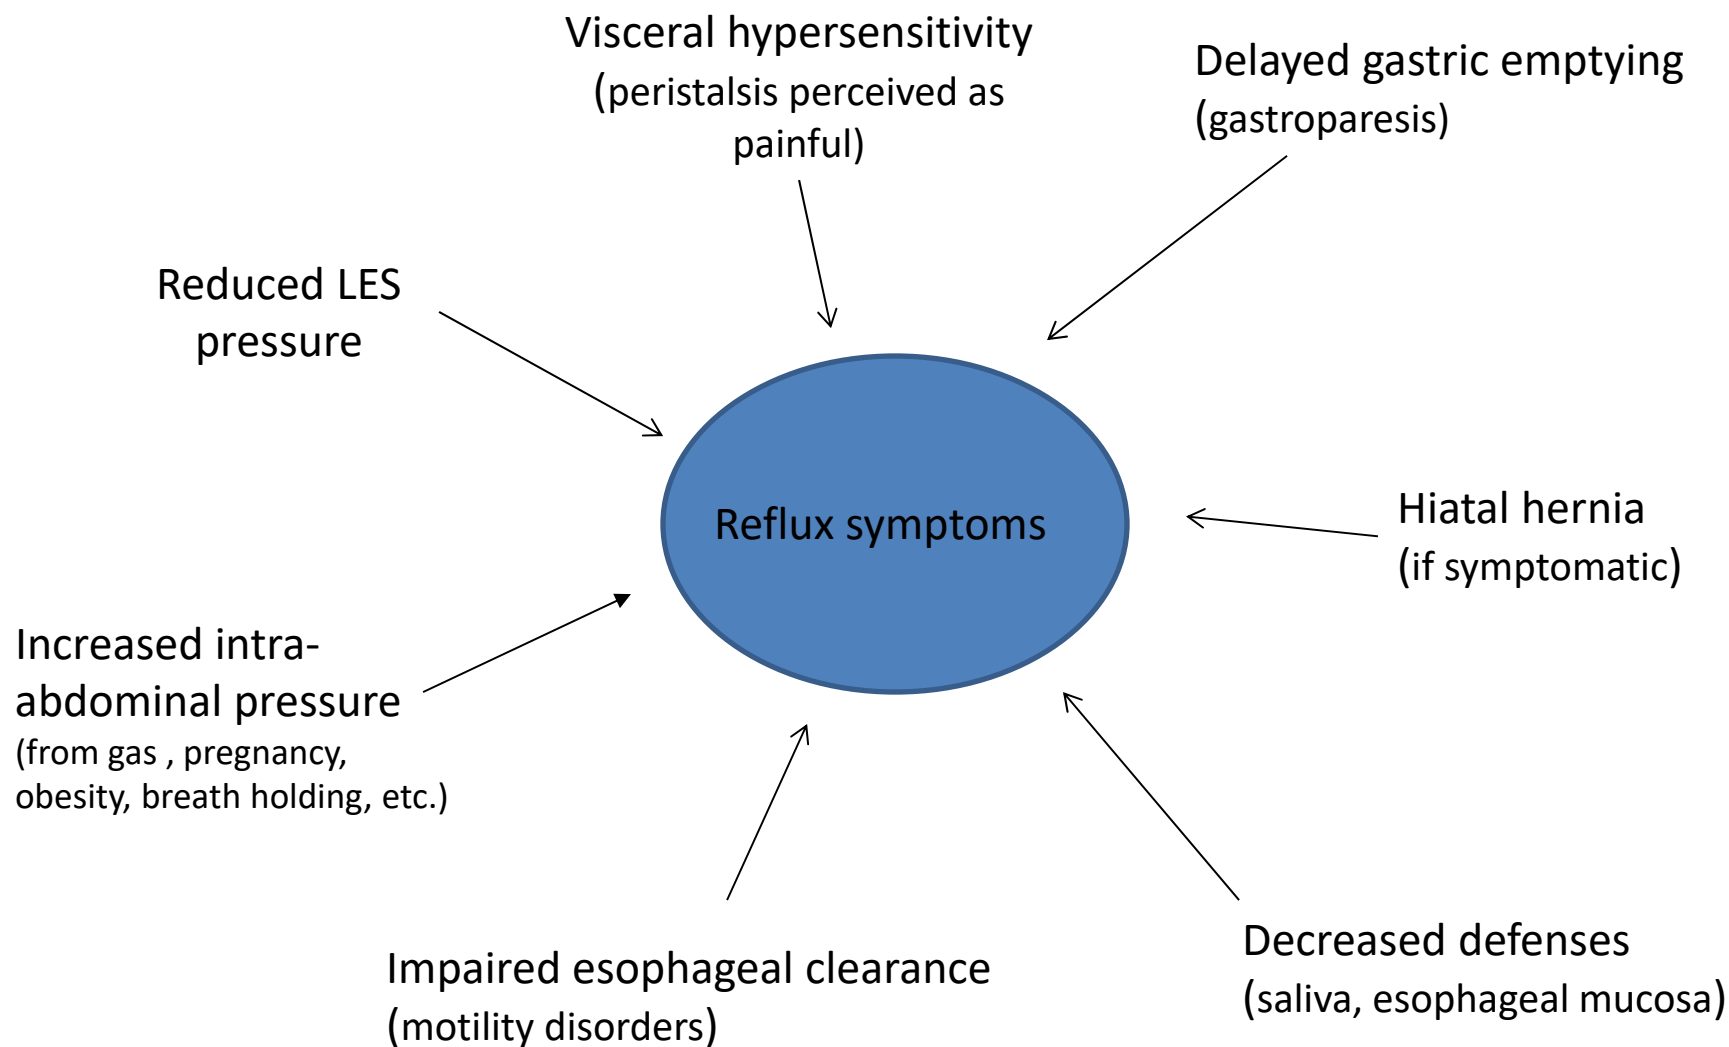 Visceral hypersensitivity
(peristalsis perceived as
painful)
Delayed gastric emptying
(gastroparesis)
Reduced LES
pressure
Reflux symptoms
Hiatal hernia
(if symptomatic)
Increased intra-
abdominal pressure
(from gas , pregnancy,
obesity, breath holding, etc.)
Impaired esophageal clearance
(motility disorders)
Decreased defenses
(saliva, esophageal mucosa)